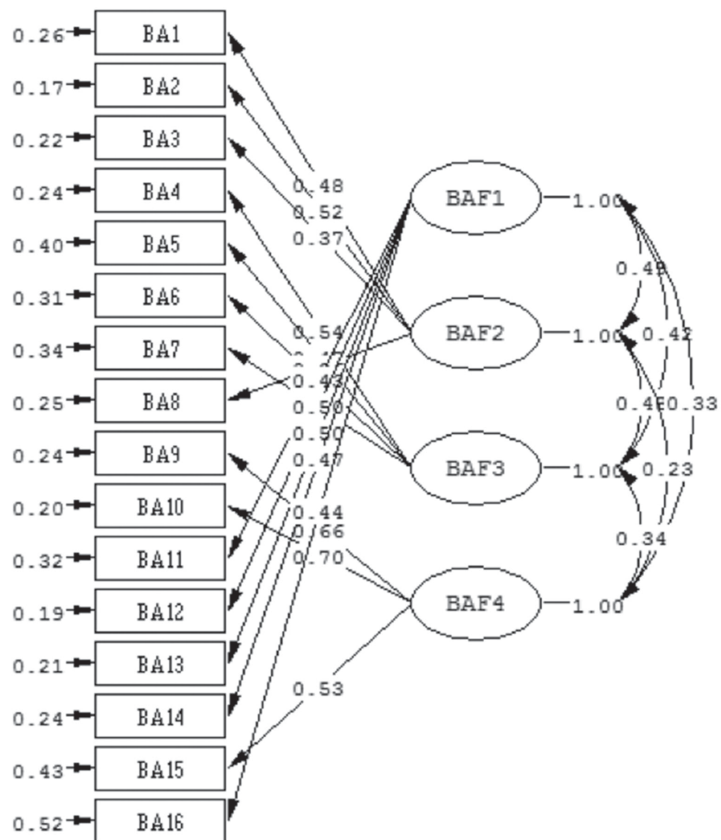 0.26 BA1
0.17 BA2
0.22 BA3
0.24 BA4
0.40 BA5
0.31 BA6
0.34 BA7
0.25 BA8
0.24 BA9
0.20 BA10
0.32 BA11
0.19 BA12
0.21 BA13
0.24 BA14
0.43 BA15
0.52 BA16
0.48
0.52
0.37
0.54
0.43
0.50
0.50
0.47
0.44
0.66
0.70
0.53
BAF1 1.00
BAF2 1.00
BAF3 1.00
BAF4 1.00
0.42
0.33
0.23
0.34